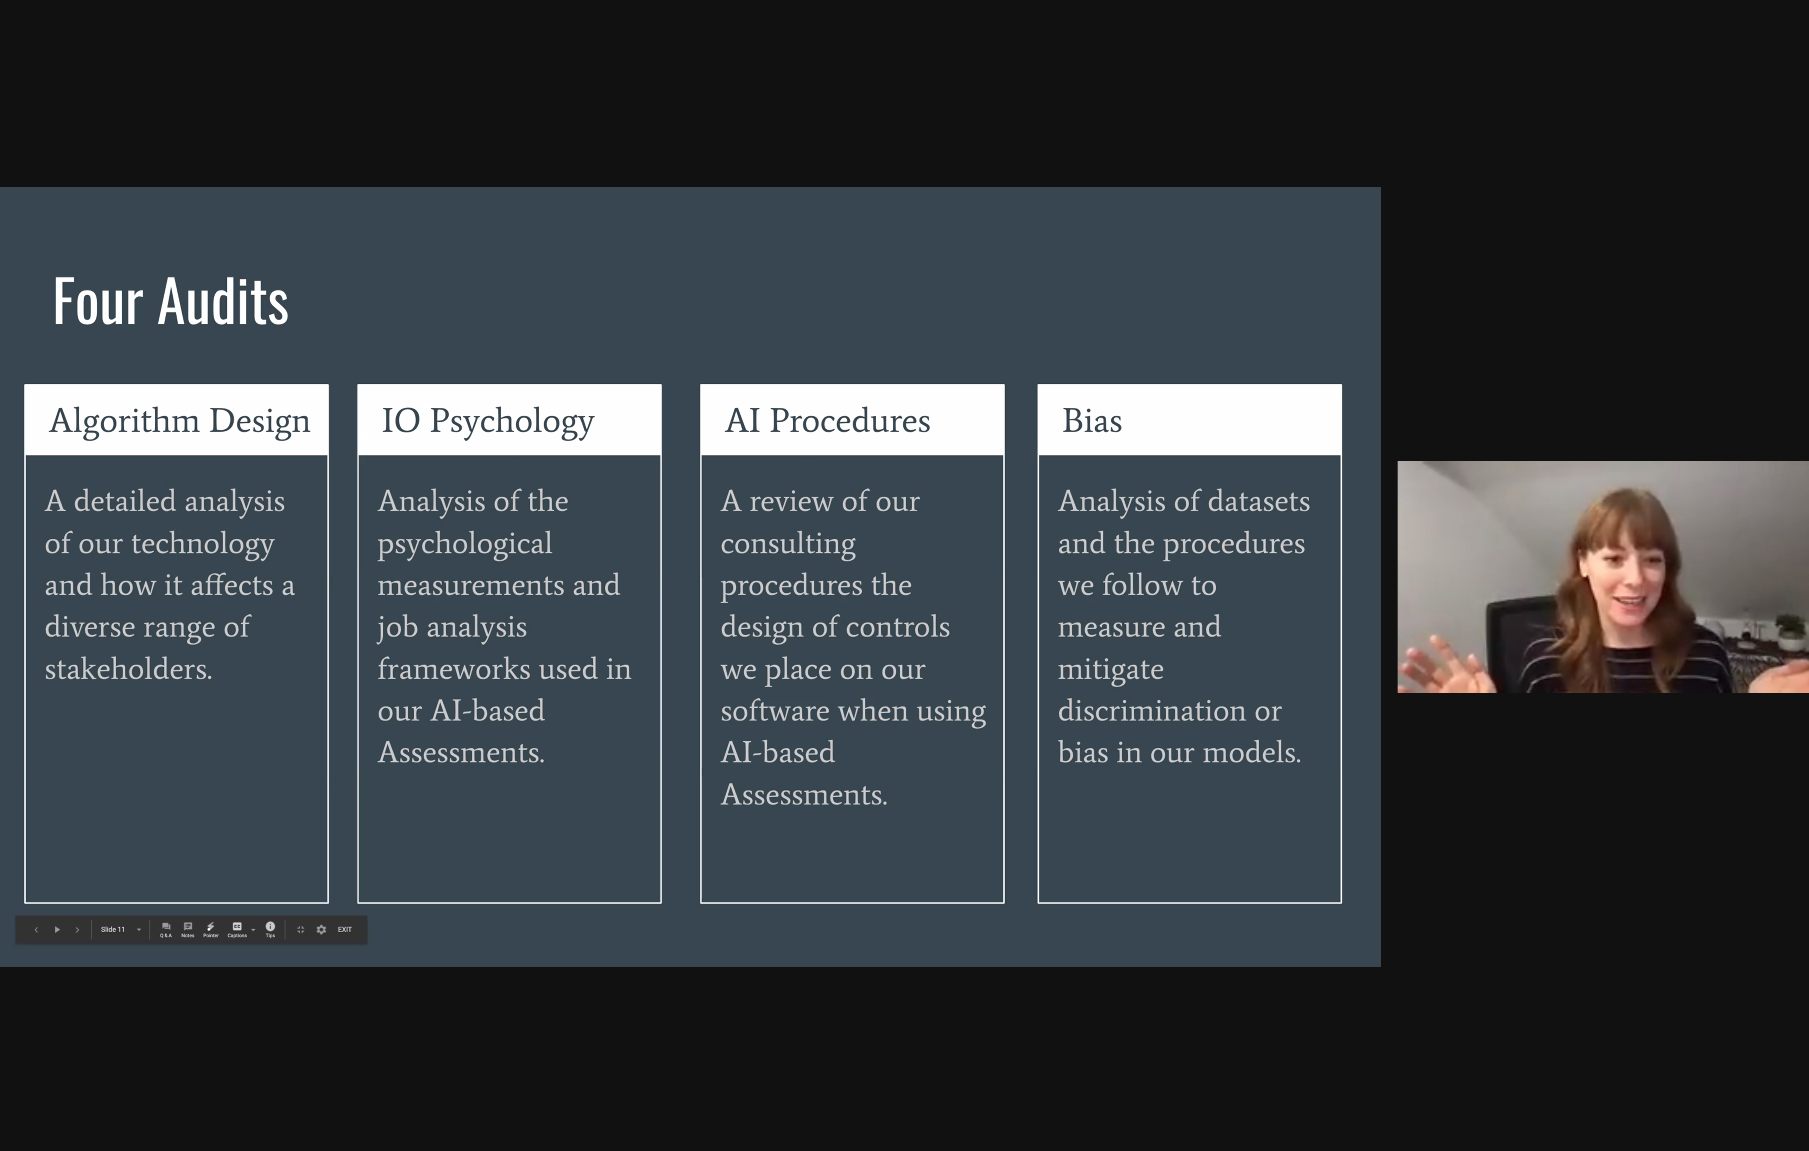 Four Audits
Algorithm Design
A detailed analysis
of our technology
and how it affects a
diverse range of
stakeholders.
IO Psychology
Analysis of the
psychological
measurements and
job analysis
frameworks used in
our AI-based
Assessments.
AI Procedures
A review of our
consulting
procedures the
design of controls
we place on our
software when using
AI-based
Assessments.
Bias
Analysis of datasets
and the procedures
we follow to
measure and
mitigate
discrimination or
bias in our models.
Slide 11
Q&A
Notes
Pointer
CC
Captions
Tips
EXIT